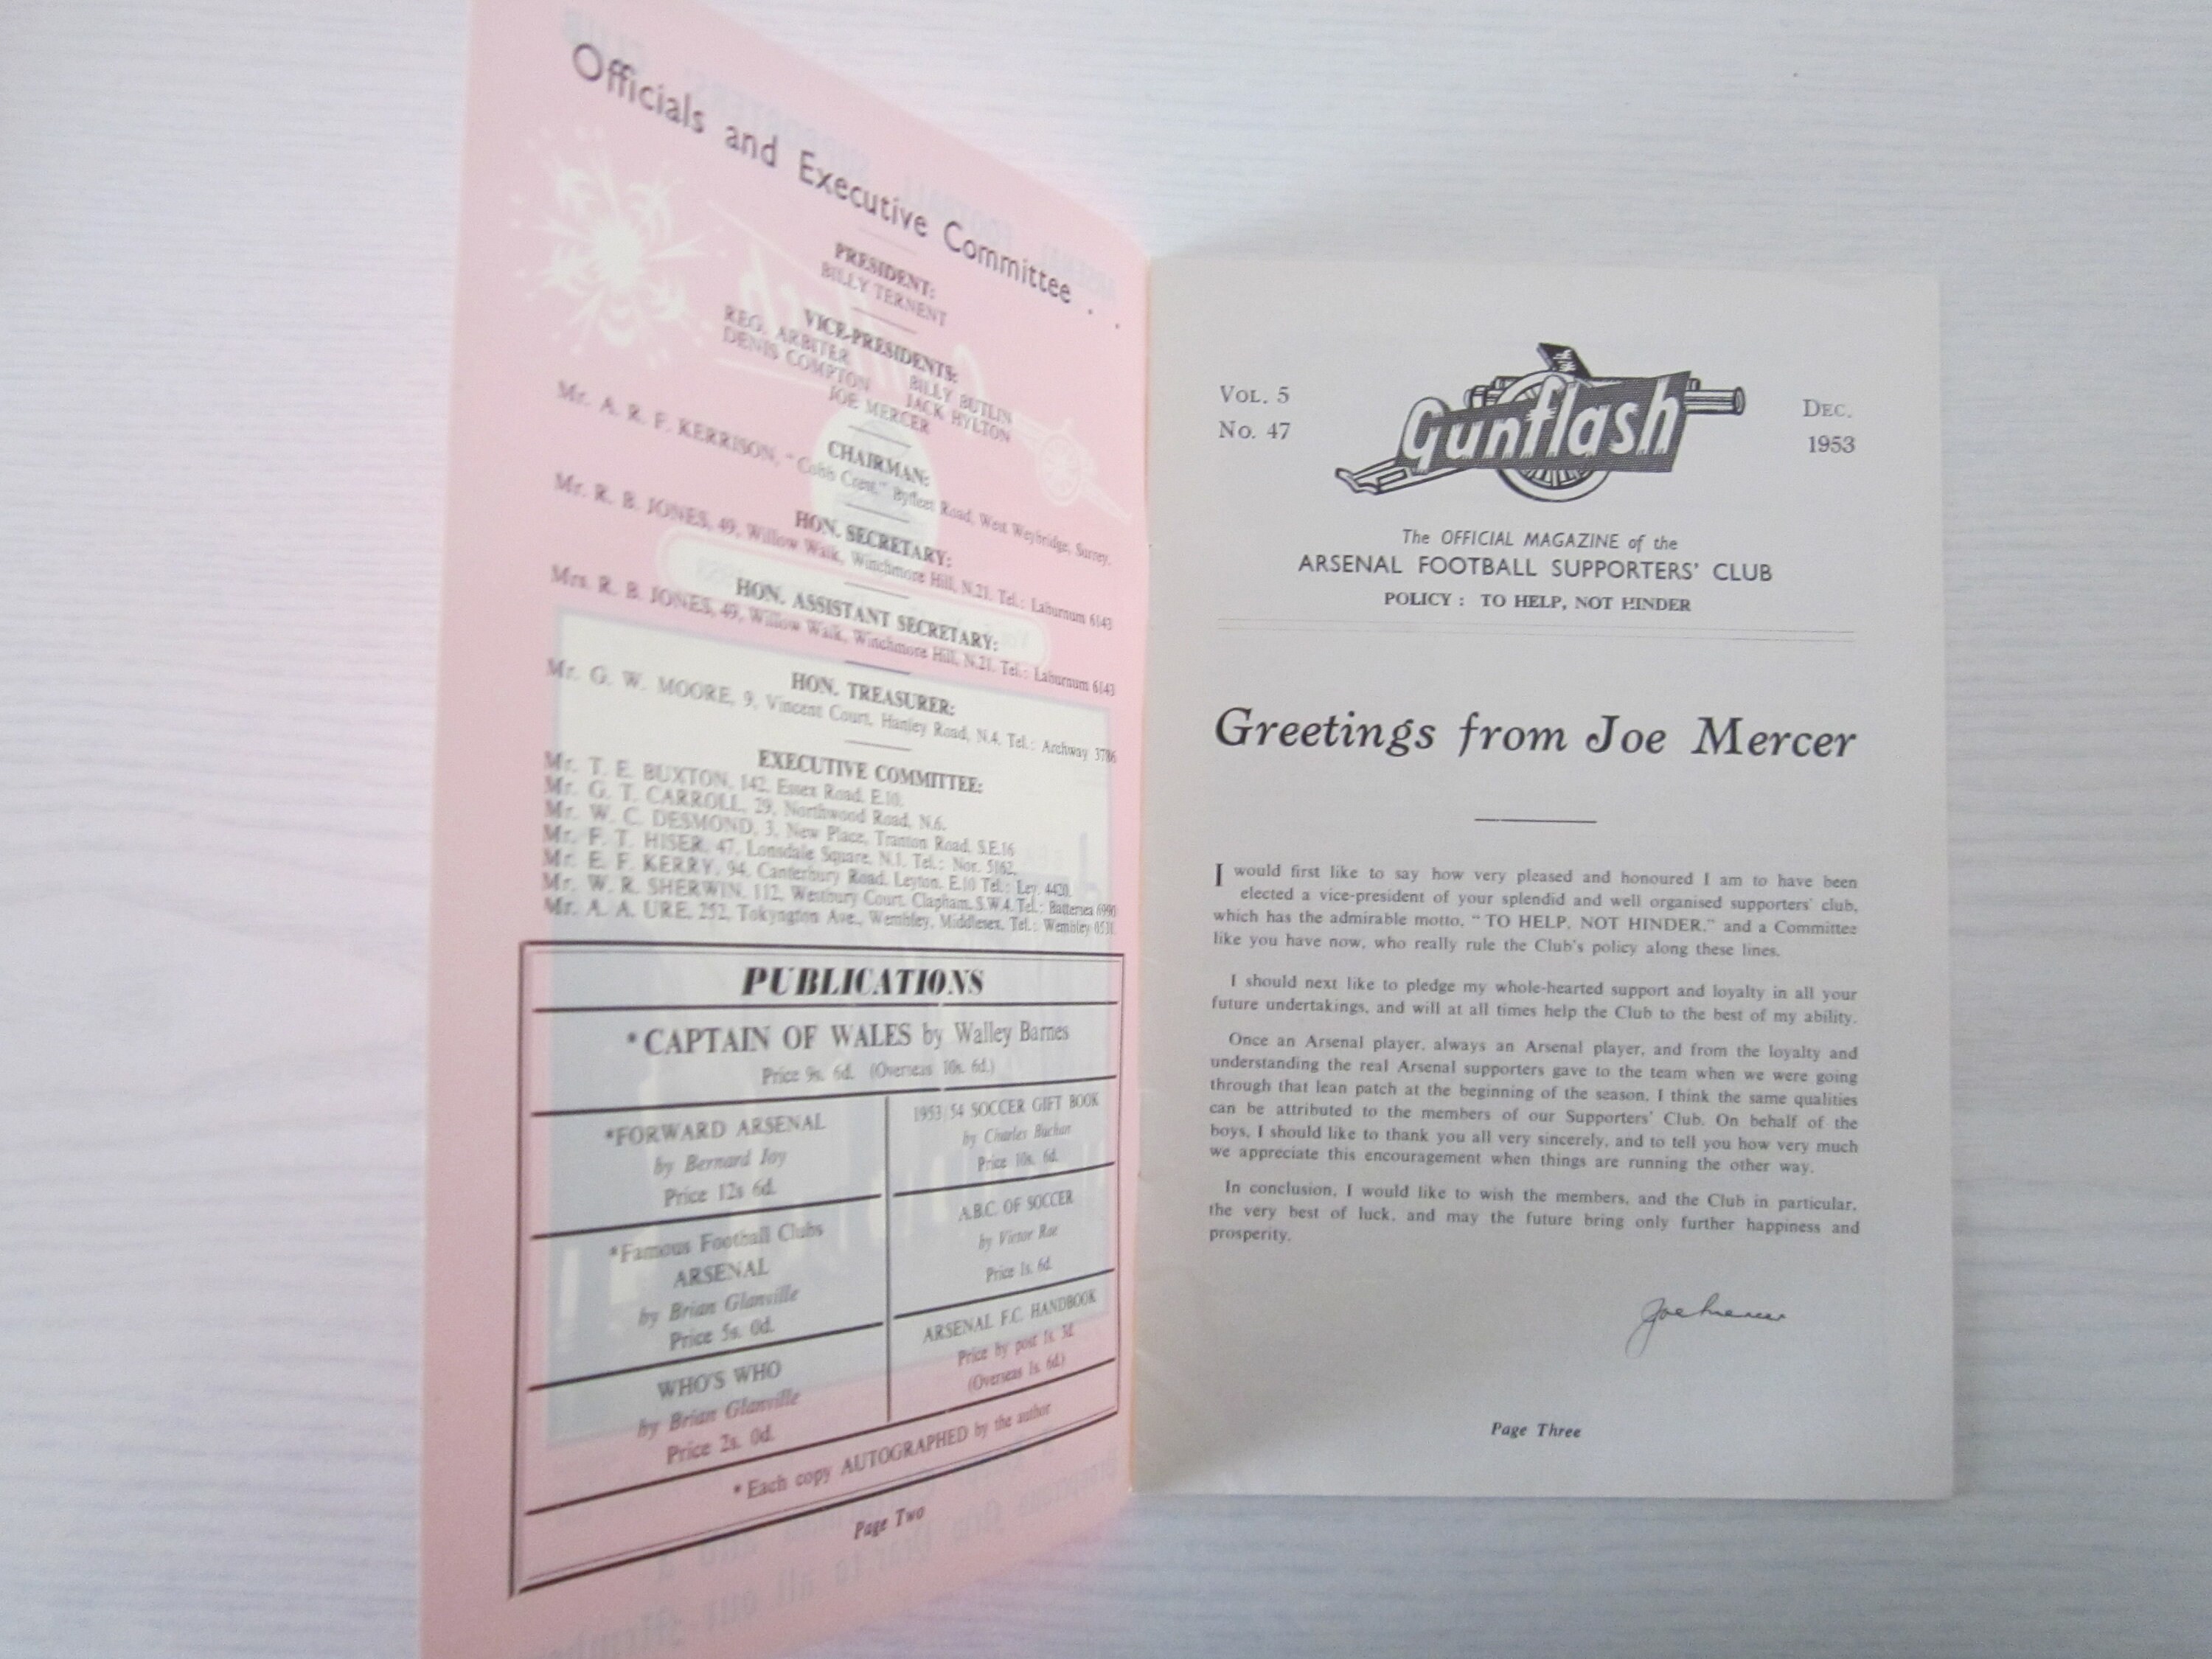 Officials and Executive Committee . .
PRESIDENT:
BILLY TERNENT
VICE-PRESIDENTS:
REG. ARBITER BILLY BUTLIN
DENIS COMPTON JACK HYLTON
JOE MERCER
CHAIRMAN:
Mr. A. R. F. KERRISON, "Cobb Crest," Byfleet Road, West Weybridge, Surrey.
HON. SECRETARY:
Mr. R. B. JONES, 49, Willow Walk, Winchmore Hill, N.21. Tel.: Laburnum 6143
HON. ASSISTANT SECRETARY:
Mrs. R. B. JONES, 49, Willow Walk, Winchmore Hill, N.21. Tel.: Laburnum 6143
HON. TREASURER:
Mr. G. W. MOORE, 9, Vincent Court, Hanley Road, N.4. Tel.: Archway 3786
EXECUTIVE COMMITTEE:
Mr. T. E. BUXTON, 142, Essex Road, E.10.
Mr. G. T. CARROLL, 29, Northwood Road, N.6.
Mr. W. C. DESMOND, 3, New Place, Tranton Road, S.E.16
Mr. F. T. HISER, 47, Lonsdale Square, N.1. Tel.: Nor. 5162.
Mr. E. F. KERRY, 94, Canterbury Road, Leyton, E.10 Tel.: Ley. 4420.
Mr. W. R. SHERWIN, 112, Westbury Court, Clapham, S.W.4. Tel.: Battersea 6990
Mr. A. A. URE, 252, Tokyngton Ave., Wembley, Middlesex. Tel.: Wembley
PUBLICATIONS
*CAPTAIN OF WALES by Walley Barnes
Price 9s. 6d. (Overseas 10s. 6d.)
*FORWARD ARSENAL
by Bernard Joy
Price 12s 6d.
*Famous Football Clubs
ARSENAL
by Brian Glanville
Price 5s. 0d.
WHO'S WHO
by Brian Glanville
Price 2s. 0d.
1953/54 SOCCER GIFT BOOK
by Charles Buchan
Price 10s. 6d.
A.B.C. OF SOCCER
by Victor Rae
Price 1s. 6d.
ARSENAL F.C. HANDBOOK
Price by post 1s. 3d.
(Overseas 1s. 6d.)
* Each copy AUTOGRAPHED by the author
Page Two
VOL. 5
No. 47
Gunflash
DEC.
1953
The OFFICIAL MAGAZINE of the
ARSENAL FOOTBALL SUPPORTERS' CLUB
POLICY : TO HELP, NOT HINDER
Greetings from Joe Mercer
I would first like to say how very pleased and honoured I am to have been
elected a vice-president of your splendid and well organised supporters' club,
which has the admirable motto, "TO HELP, NOT HINDER," and a Committee
like you have now, who really rule the Club's policy along these lines.
I should next like to pledge my whole-hearted support and loyalty in all your
future undertakings, and will at all times help the Club to the best of my ability.
Once an Arsenal player, always an Arsenal player, and from the loyalty and
understanding the real Arsenal supporters gave to the team when we were going
through that lean patch at the beginning of the season, I think the same qualities
can be attributed to the members of our Supporters' Club. On behalf of the
boys, I should like to thank you all very sincerely, and to tell you how very much
we appreciate this encouragement when things are running the other way.
In conclusion, I would like to wish the members, and the Club in particular,
the very best of luck, and may the future bring only further happiness and
prosperity.
Joe Mercer
Page Three